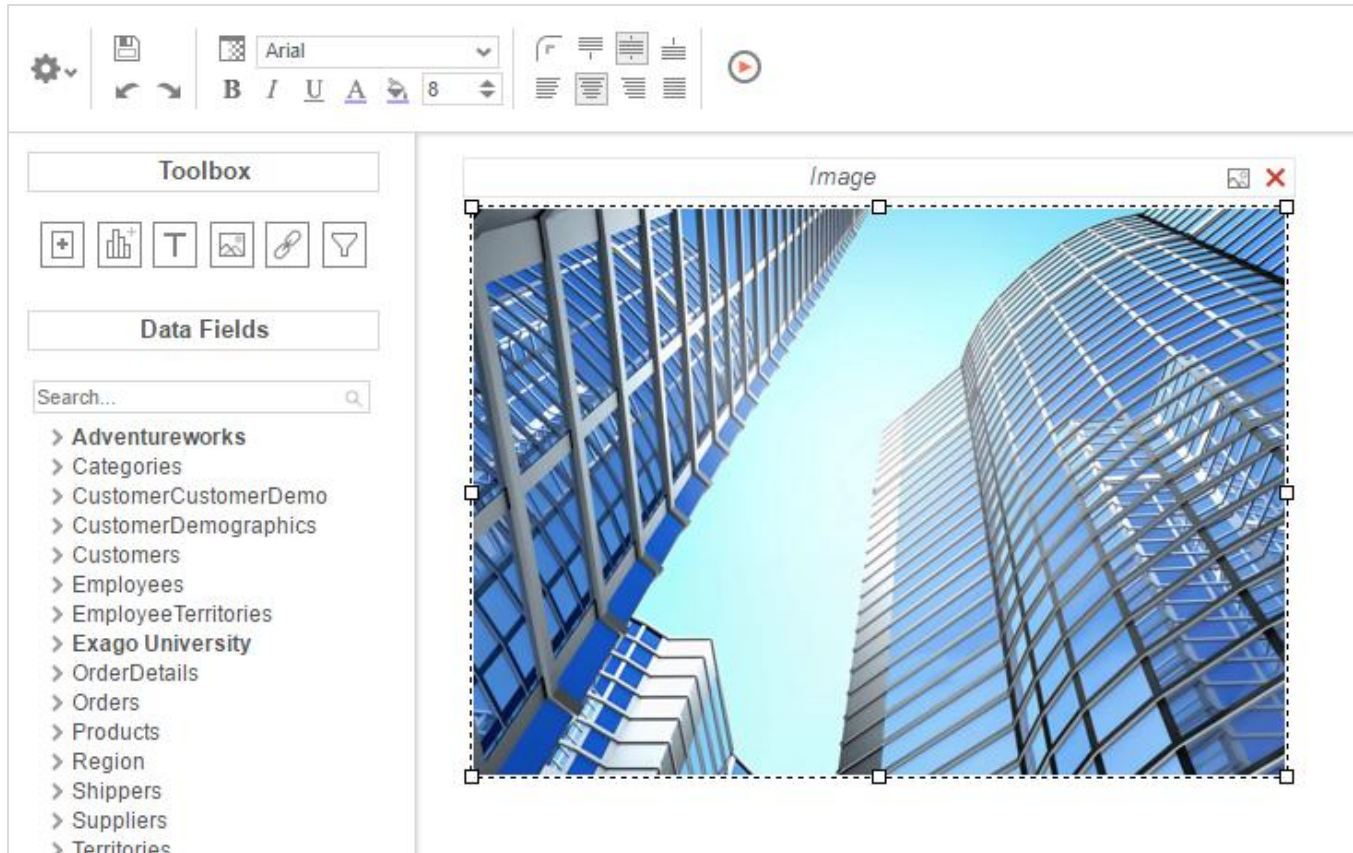 Arial
B I U A 8
Toolbox
T
Data Fields
Search...
Adventureworks
Categories
CustomerCustomerDemo
CustomerDemographics
Customers
Employees
EmployeeTerritories
Exago University
OrderDetails
Orders
Products
Region
Shippers
Suppliers
Territories
Image